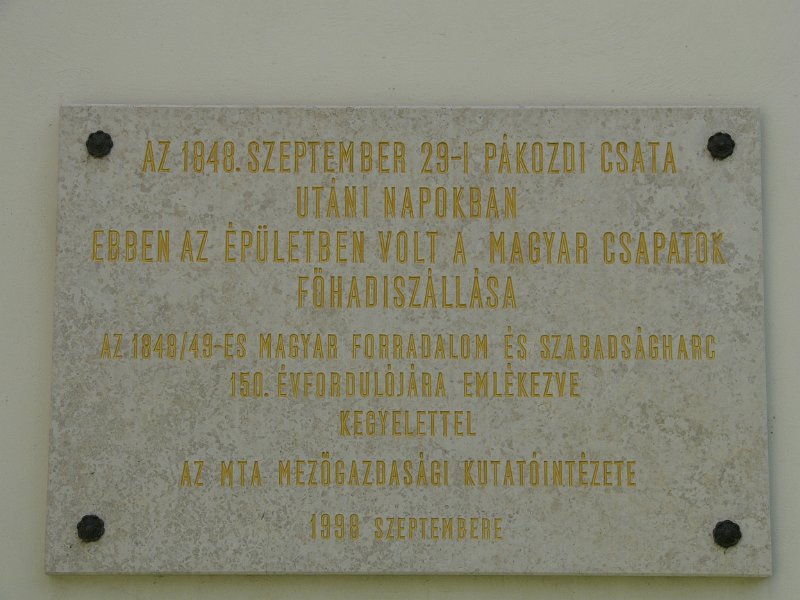 AZ 1848. SZEPTEMBER 29-I PÁKOZDI CSATA
UTÁNI NAPOKBAN
EBBEN AZ ÉPÜLETBEN VOLT A MAGYAR CSAPATOK
FŐHADISZÁLLÁSA
AZ 1848/49-ES MAGYAR FORRADALOM ÉS SZABADSÁGHARC
150. ÉVFORDULÓJÁRA EMLÉKEZVE
KEGYELETTEL
AZ MTA MEZŐGAZDASÁGI KUTATÓINTÉZETE
1998 SZEPTEMBERE